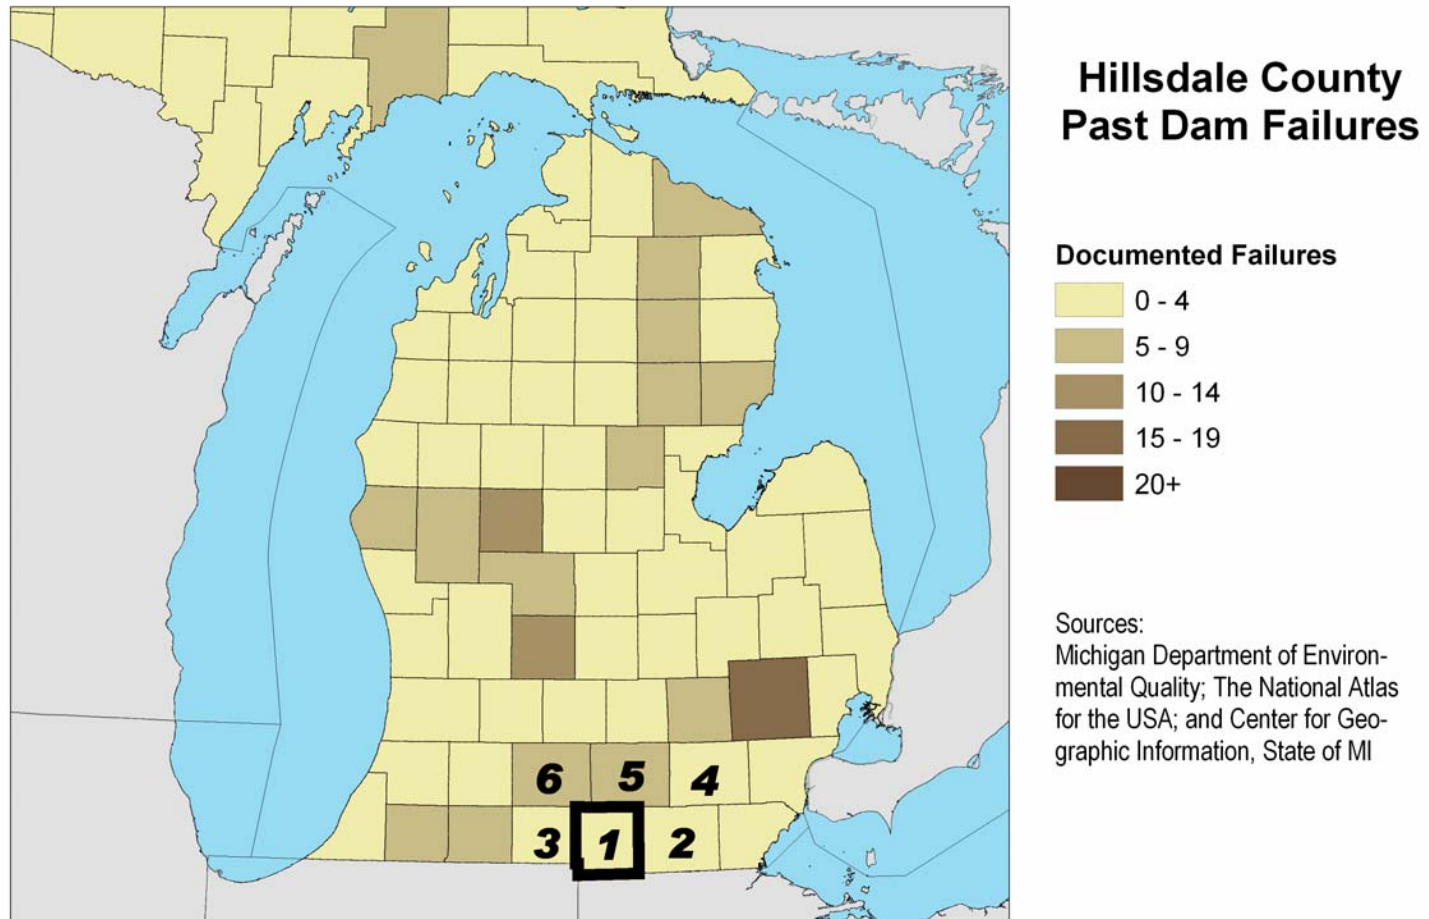 Hillsdale County
Past Dam Failures
Documented Failures
0 - 4
5 - 9
10 - 14
15 - 19
20+
Sources:
Michigan Department of Environ-
mental Quality; The National Atlas
for the USA; and Center for Geo-
graphic Information, State of MI
6 5 4
3 1 2